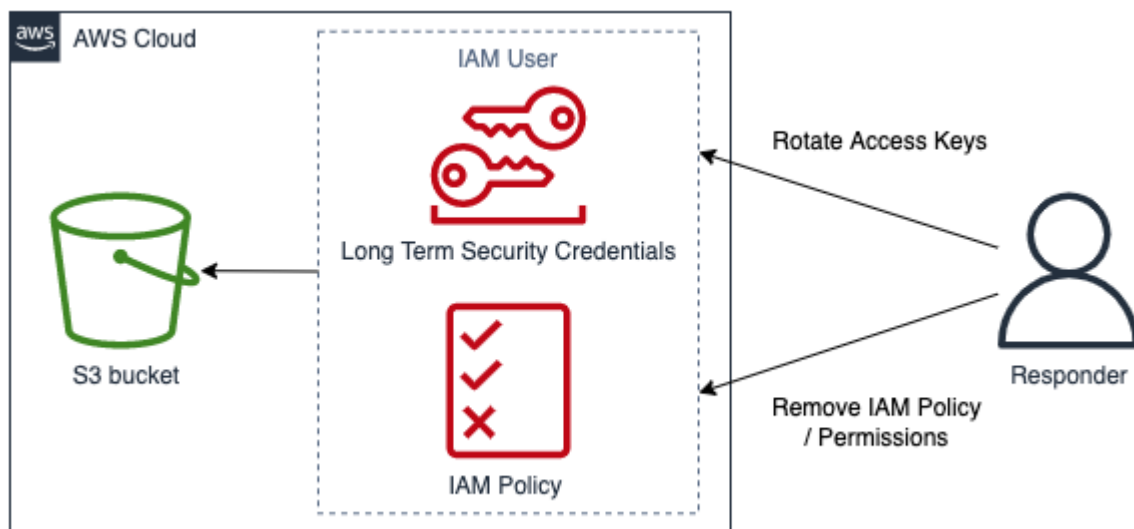 aws
AWS Cloud
IAM User
Long Term Security Credentials
IAM Policy
S3 bucket
Rotate Access Keys
Remove IAM Policy
/ Permissions
Responder